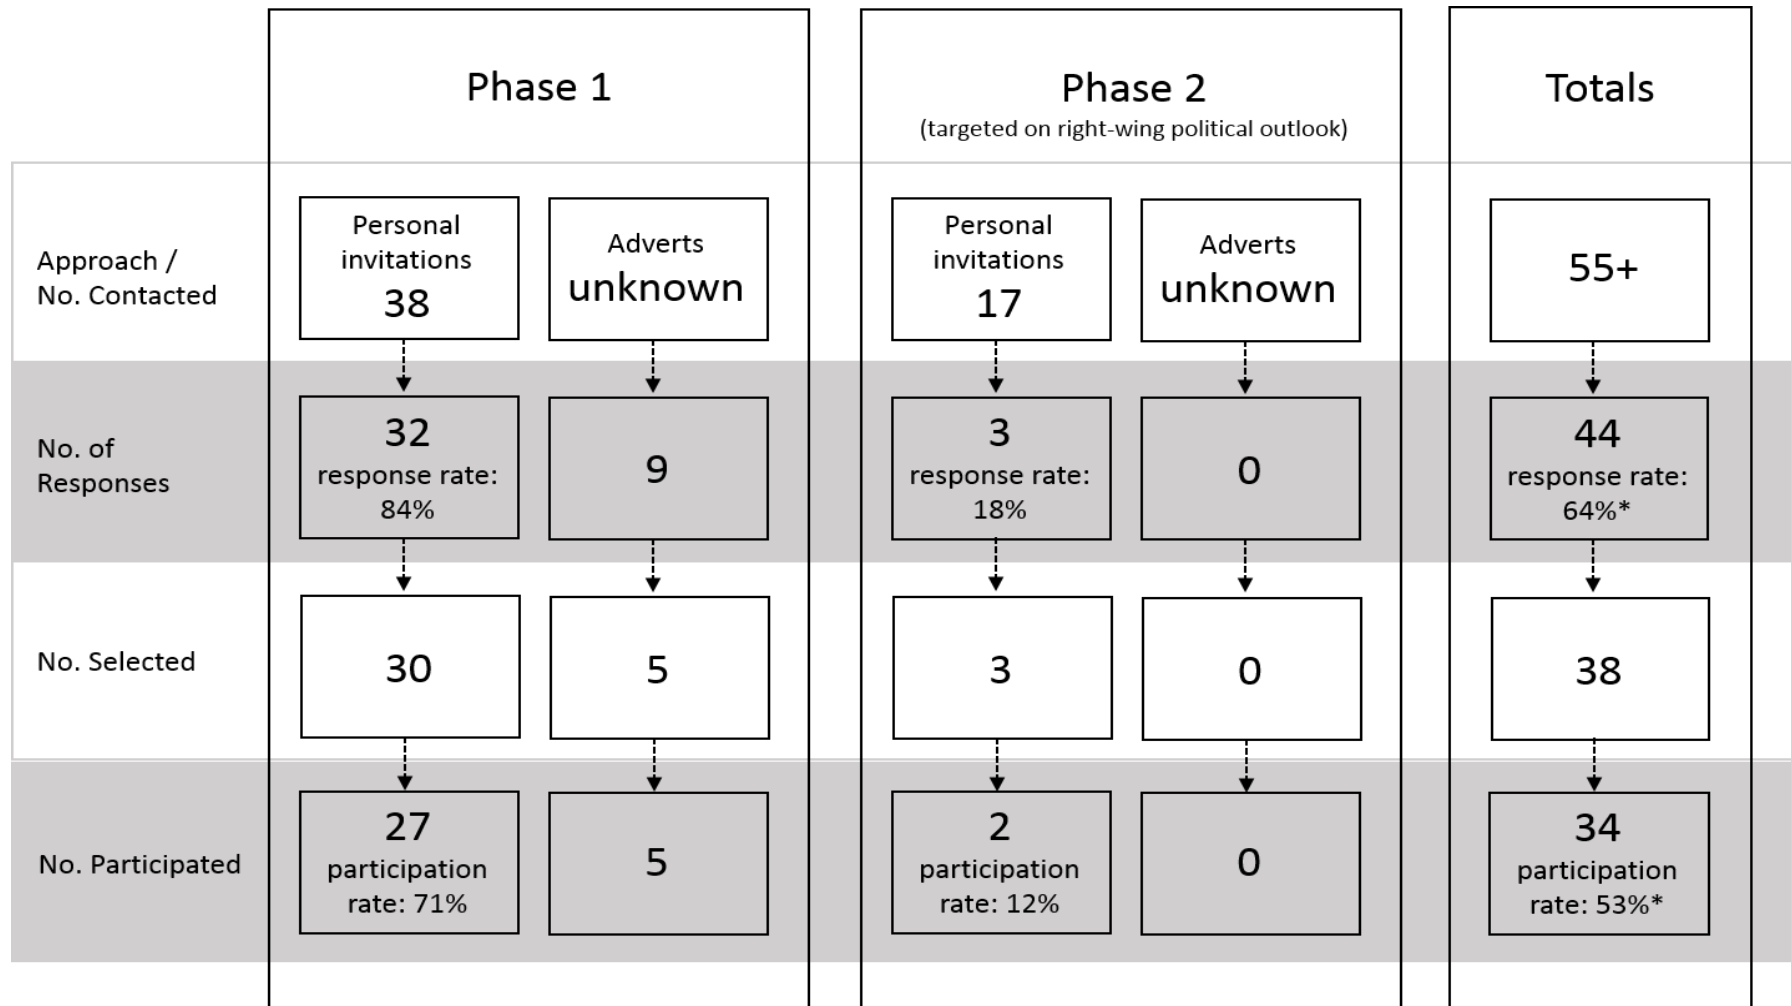 Phase 1
Phase 2
(targeted on right-wing political outlook)
Totals
Approach /
No. Contacted
Personal
invitations
38
Adverts
unknown
Personal
invitations
17
Adverts
unknown
55+
No. of
Responses
32
response rate:
84%
9
3
response rate:
18%
0
44
response rate:
64%*
No. Selected
30
5
3
0
38
No. Participated
27
participation
rate: 71%
5
2
participation
rate: 12%
0
34
participation
rate: 53%*